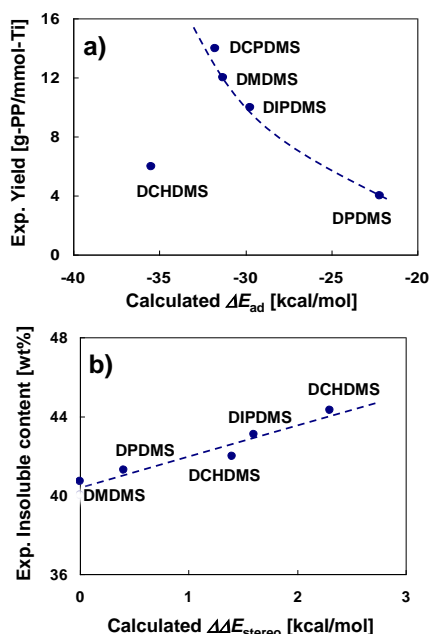 a)
Exp. Yield [g-PP/mmol-Ti]
16
12
8
4
0
DCPDMS
DMDMS
DIPDMS
DCHDMS
DPDMS
-40
-35
-30
-25
-20
Calculated ΔE_ad [kcal/mol]
b)
Exp. Insoluble content [wt%]
48
44
40
36
DCHDMS
DIPDMS
DPDMS
DCHDMS
DMDMS
0
1
2
3
Calculated ΔΔE_stereo [kcal/mol]